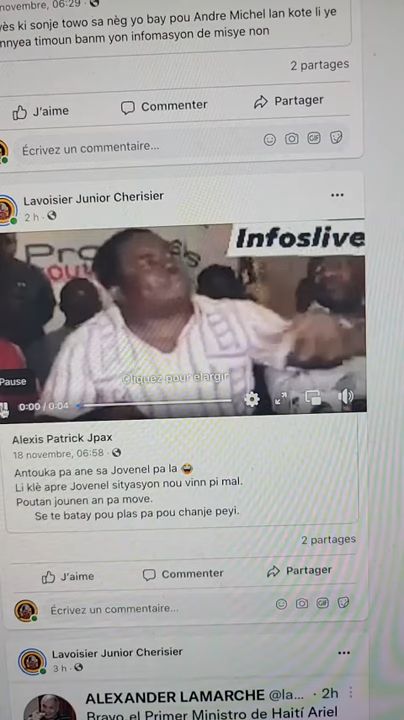 novembre, 06:29 ·
ès ki sonje towo sa nèg yo bay pou Andre Michel lan kote li ye
nnyea timoun banm yon infomasyon de misye non
2 partages
J'aime Commenter Partager
Écrivez un commentaire... GIF
Lavoisier Junior Cherisier
2 h ·
Infoslive
Cliquez pour élargir
Pause
0:00 / 0:04
Alexis Patrick Jpax
18 novembre, 06:58 ·
Antouka pa ane sa Jovenel pa la 😂
Li klè apre Jovenel sityasyon nou vinn pi mal.
Poutan jounen an pa move.
Se te batay pou plas pa pou chanje peyi.
2 partages
J'aime Commenter Partager
Écrivez un commentaire... GIF
Lavoisier Junior Cherisier
3 h ·
ALEXANDER LAMARCHE @la... · 2h
Bravo, el Primer Ministro de Haití Ariel